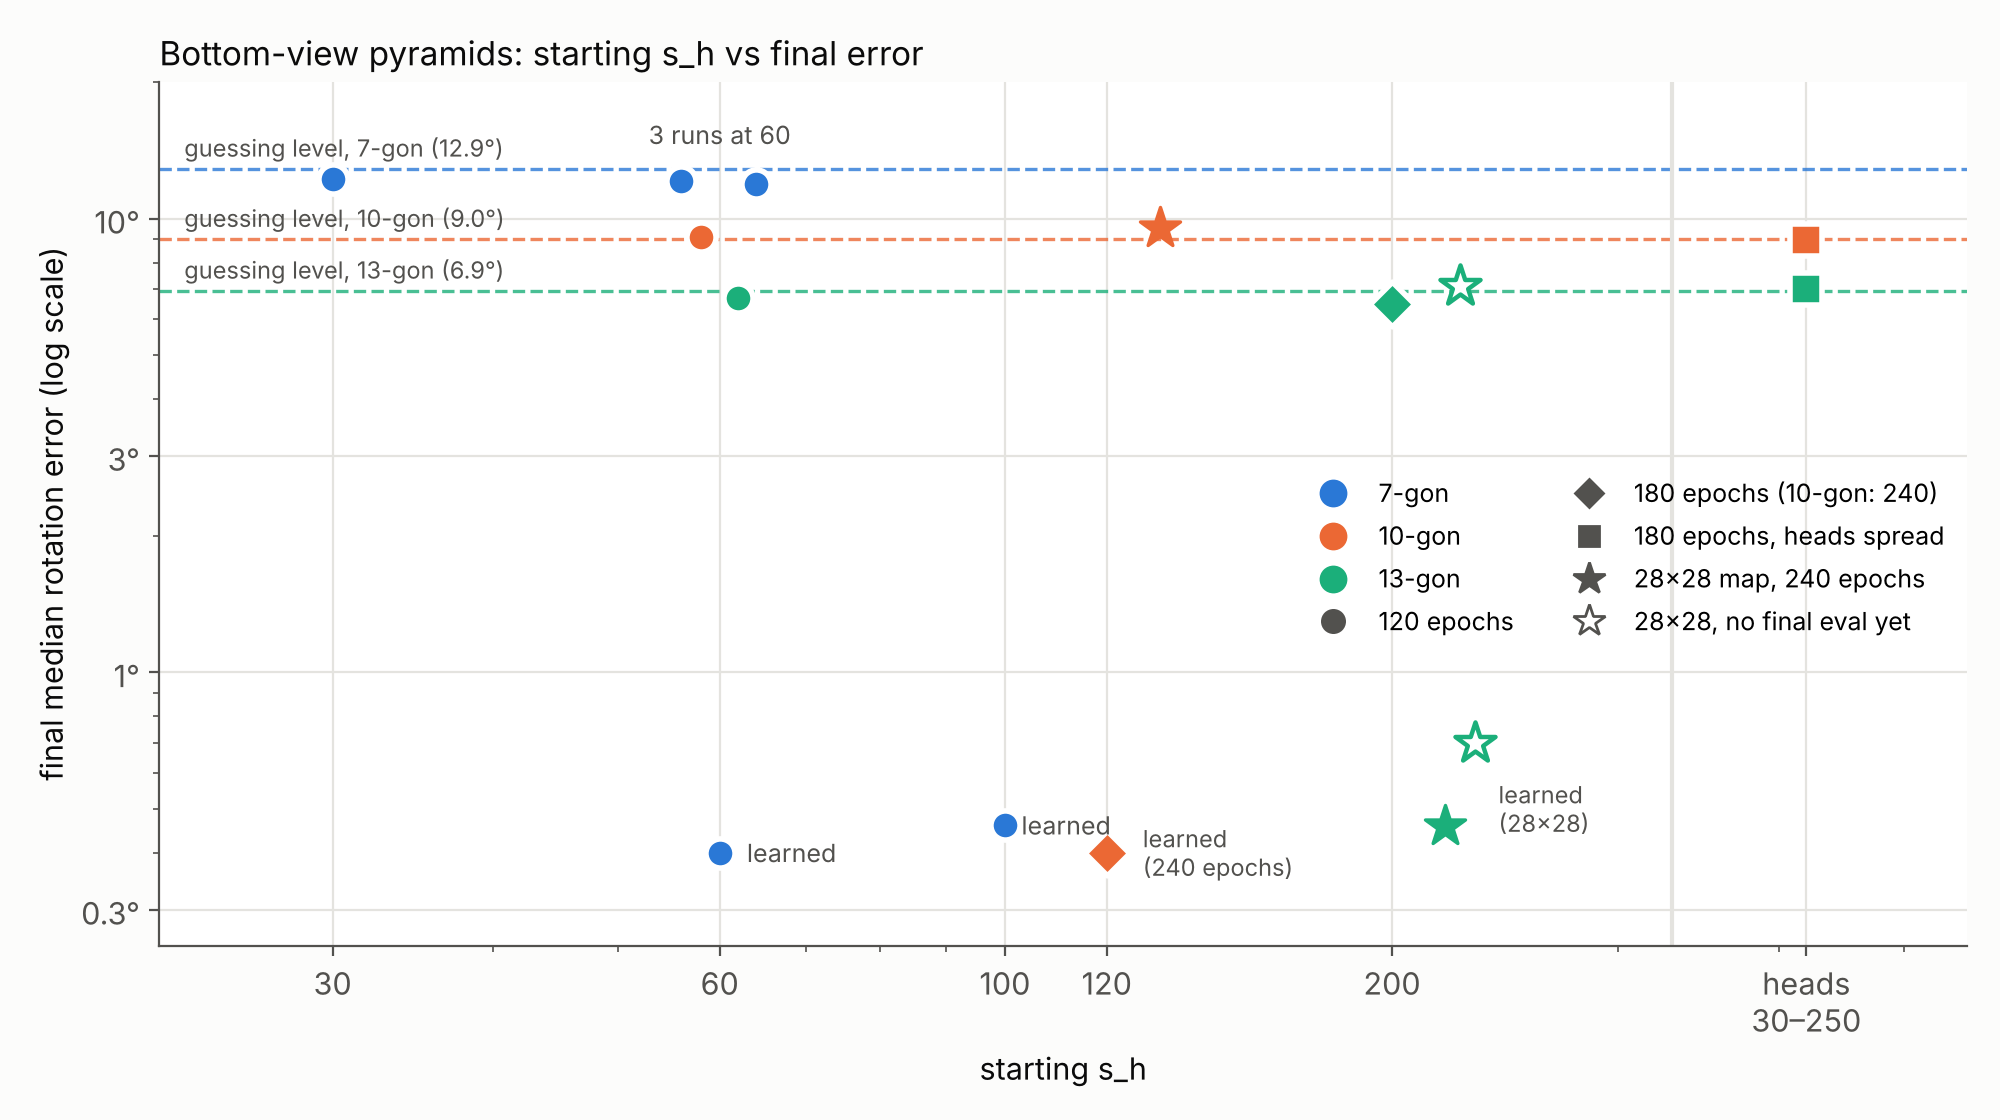 Bottom-view pyramids: starting s_h vs final error
3 runs at 60
guessing level, 7-gon (12.9°)
guessing level, 10-gon (9.0°)
guessing level, 13-gon (6.9°)
final median rotation error (log scale)
10°
3°
1°
0.3°
7-gon
10-gon
13-gon
120 epochs
180 epochs (10-gon: 240)
180 epochs, heads spread
28×28 map, 240 epochs
28×28, no final eval yet
learned
learned
learned
(240 epochs)
learned
(28×28)
30
60
100
120
200
heads
30–250
starting s_h